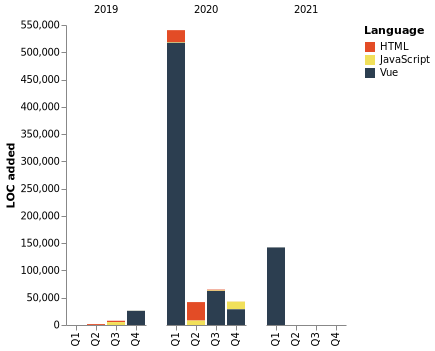 2019 2020 2021
Language
HTML
JavaScript
Vue
LOC added
550,000
500,000
450,000
400,000
350,000
300,000
250,000
200,000
150,000
100,000
50,000
0
Q1 Q2 Q3 Q4 Q1 Q2 Q3 Q4 Q1 Q2 Q3 Q4